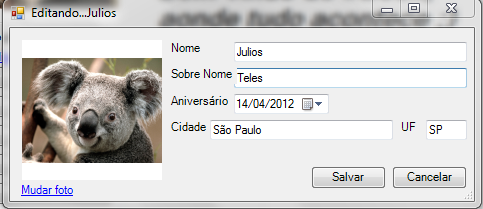 Editando...Julios
Nome Julios
Sobre Nome Teles
Aniversário 14/04/2012
Cidade São Paulo UF SP
Mudar foto Salvar Cancelar